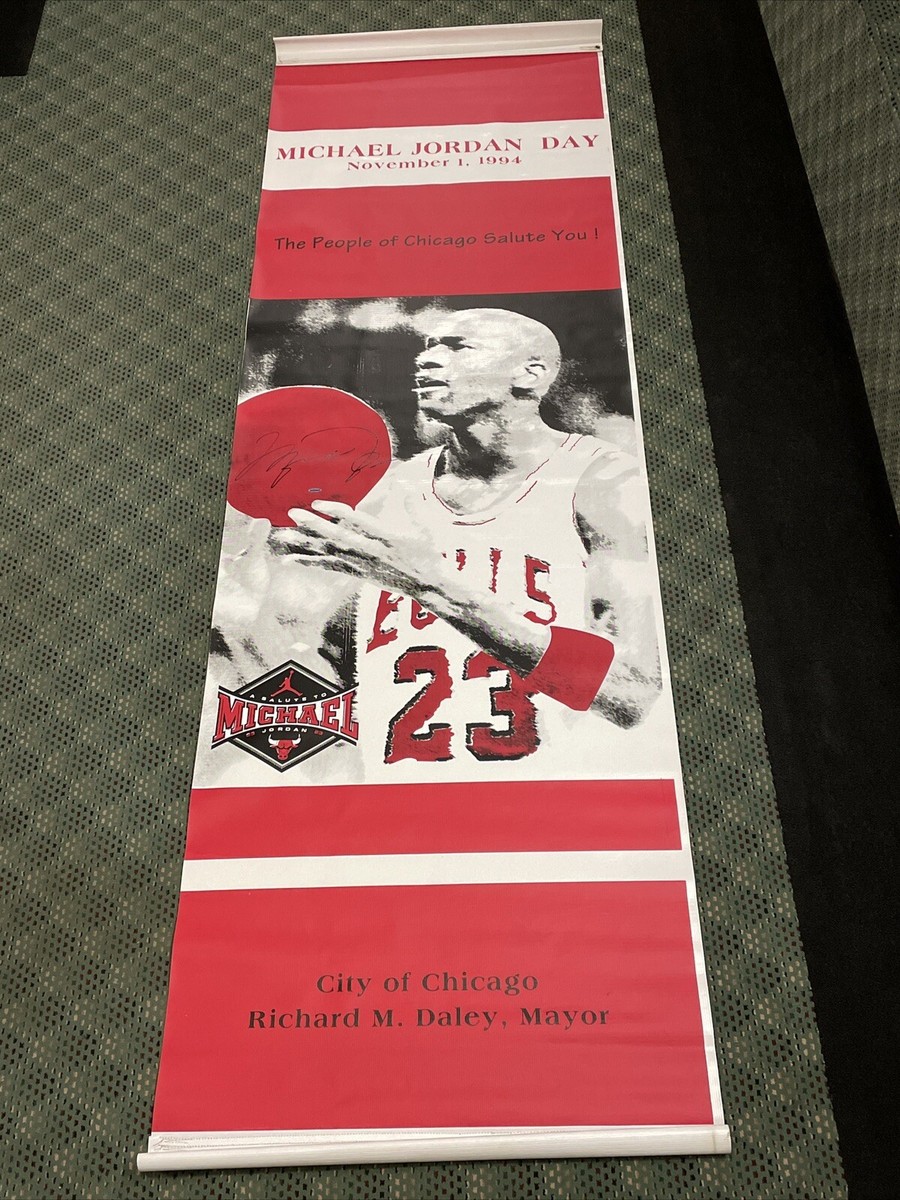 MICHAEL JORDAN DAY
November 1, 1994
The People of Chicago Salute You !
23
A SALUTE TO
MICHAEL
JORDAN
City of Chicago
Richard M. Daley, Mayor